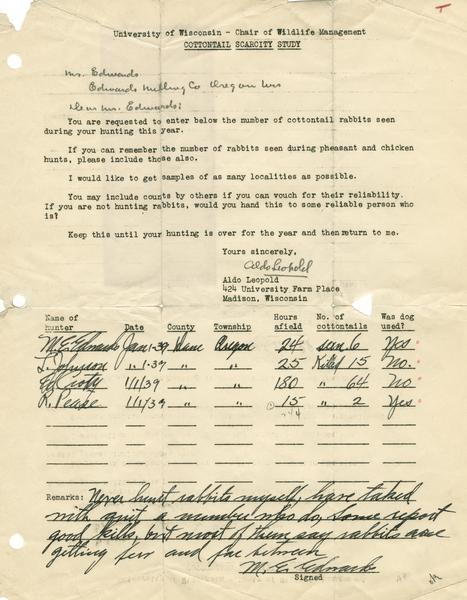 T
University of Wisconsin - Chair of Wildlife Management
COTTONTAIL SCARCITY STUDY
Mr. Edwards
Edwards Milling Co Oregon Wis
Dear Mr. Edwards:
You are requested to enter below the number of cottontail rabbits seen
during your hunting this year.
If you can remember the number of rabbits seen during pheasant and chicken
hunts, please include those also.
I would like to get samples of as many localities as possible.
You may include counts by others if you can vouch for their reliability.
If you are not hunting rabbits, would you hand this to some reliable person who
is?
Keep this until your hunting is over for the year and then return to me.
Yours sincerely,
Aldo Leopold
Aldo Leopold
424 University Farm Place
Madison, Wisconsin
Name of hunter Date County Township Hours afield No. of cottontails Was dog used?
M. E. Edwards Jan 1-39 Dane Oregon 24 seen 6 Yes
L. Johnson " 1-39 " " 25 Killed 15 No.
Ed Croty 1/1/39 " " 180 " 64 No
R. Pease 1/1/39 " " 15 " 2 Yes
244
Remarks: Never hunt rabbits myself, have talked
with quit a number who do, some report
good kills, but most of them say rabbits are
getting few and far between
M. E. Edwards
Signed